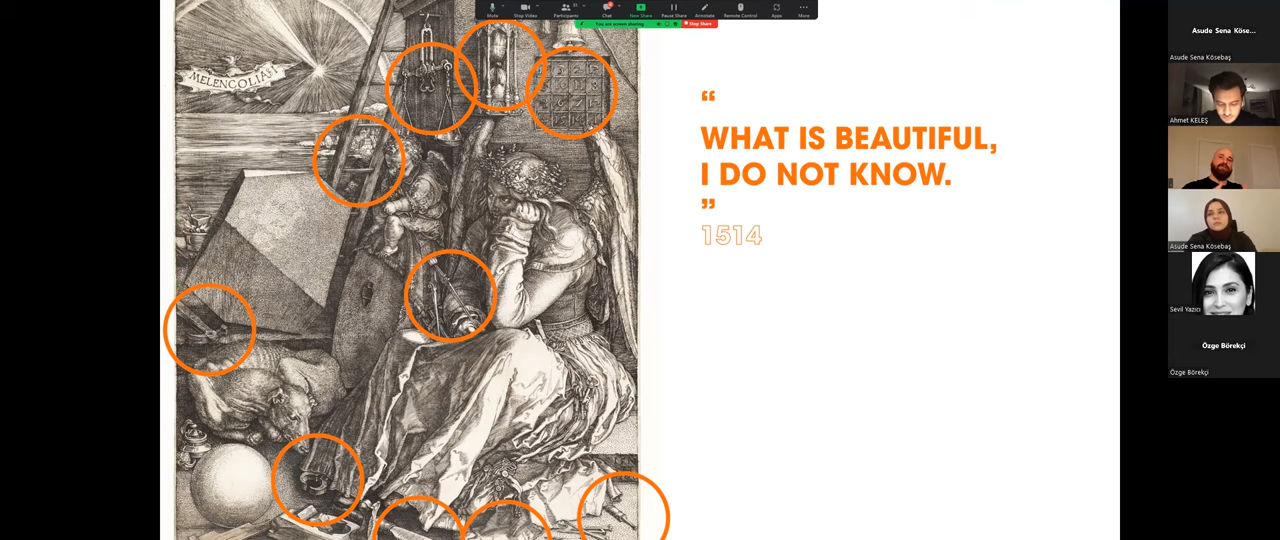 Mute
Stop Video
Participants
Chat
New Share
Pause Share
Annotate
Remote Control
Apps
More
You are screen sharing
Stop Share
MELENCOLIA I
“
WHAT IS BEAUTIFUL,
I DO NOT KNOW.
”
1514
Asude Sena Köse...
Asude Sena Kösebaş
Ahmet KELEŞ
Asude Sena Kösebaş
Sevil Yazıcı
Özge Börekçi
Özge Börekçi